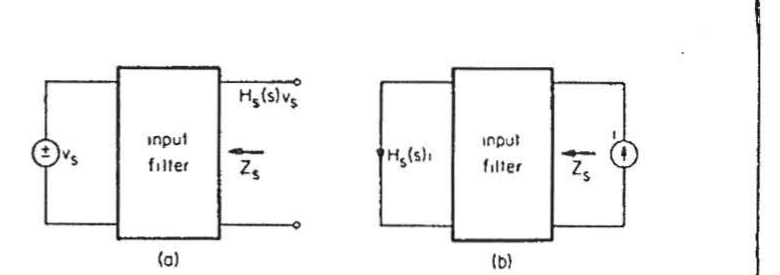 H_s(s)v_s
± v_s
input
filter
Z_s
(a)
H_s(s)i
input
filter
Z_s
i
(b)